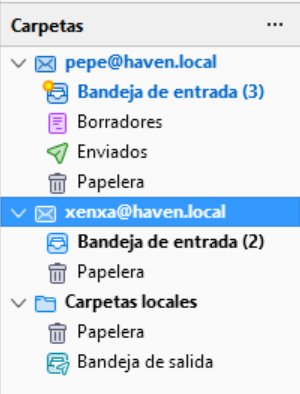 Carpetas ...
pepe@haven.local
Bandeja de entrada (3)
Borradores
Enviados
Papelera
xenxa@haven.local
Bandeja de entrada (2)
Papelera
Carpetas locales
Papelera
Bandeja de salida